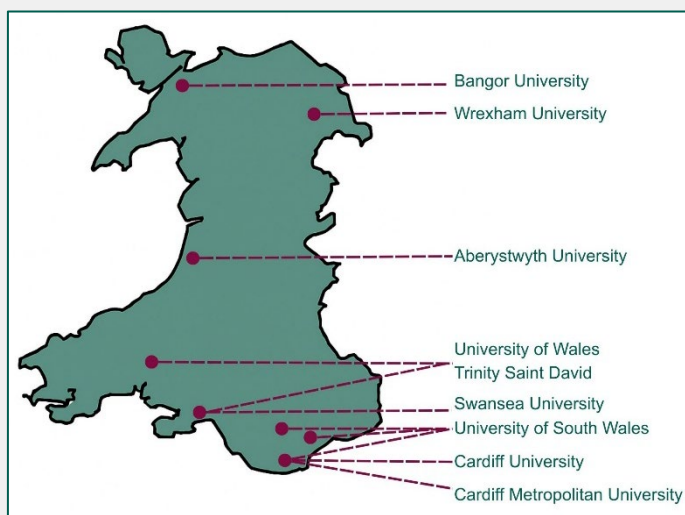 Bangor University
Wrexham University
Aberystwyth University
University of Wales
Trinity Saint David
Swansea University
University of South Wales
Cardiff University
Cardiff Metropolitan University